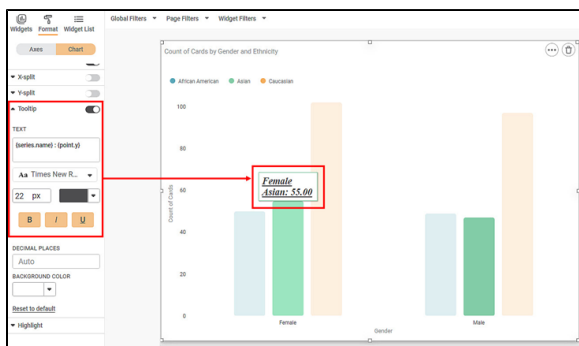 Widgets
Format
Widget List
Global Filters
Page Filters
Widget Filters
Axes
Chart
X-split
Y-split
Tooltip
TEXT
{series.name} : {point.y}
Aa Times New R...
22 px
B I U
DECIMAL PLACES
Auto
BACKGROUND COLOR
Reset to default
Highlight
Count of Cards by Gender and Ethnicity
African American
Asian
Caucasian
100
80
60
40
20
0
Count of Cards
Female
Asian: 55.00
Female
Male
Gender